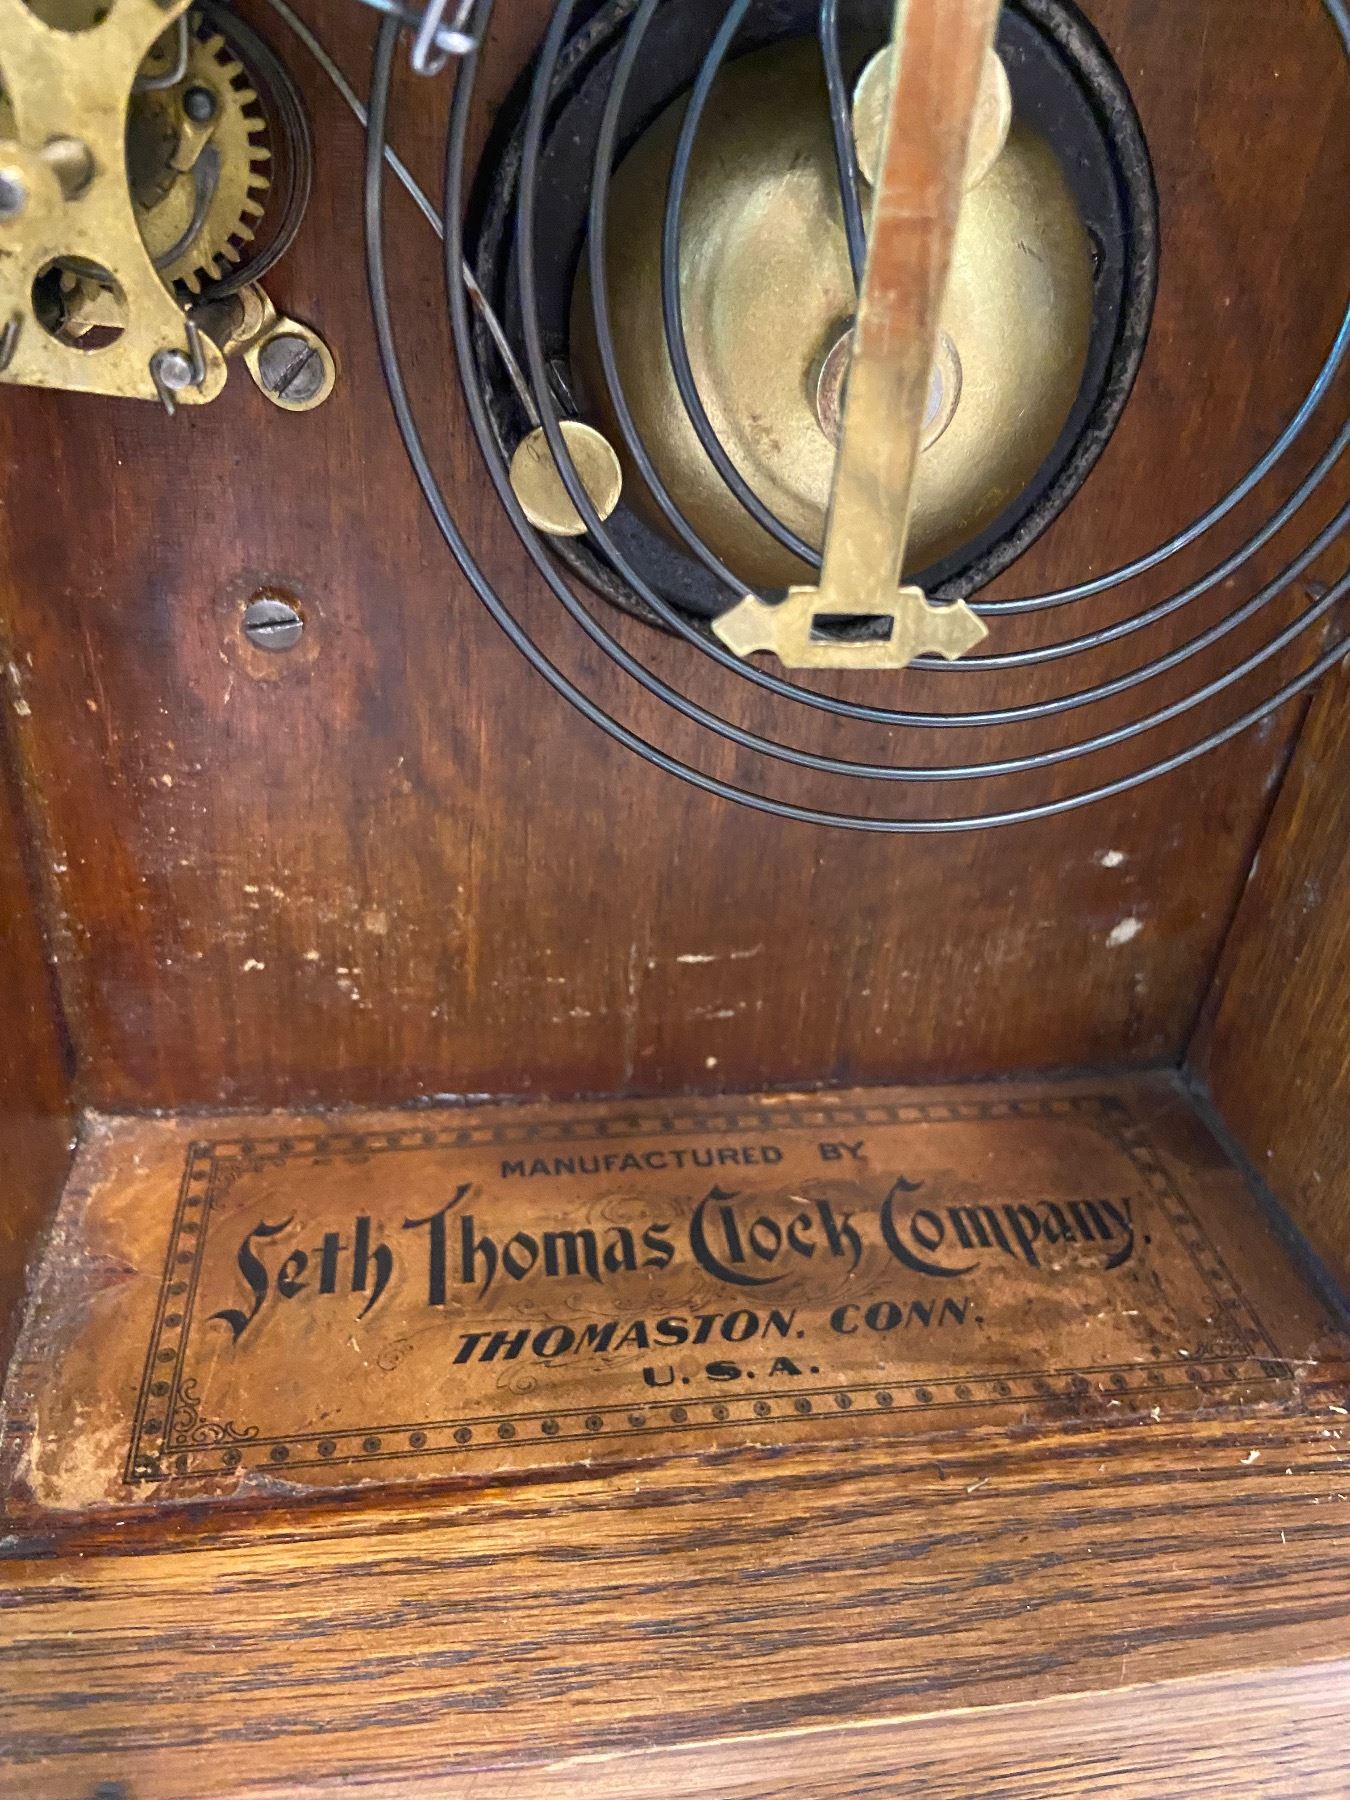 MANUFACTURED BY
Seth Thomas Clock Company.
THOMASTON. CONN.
U.S.A.